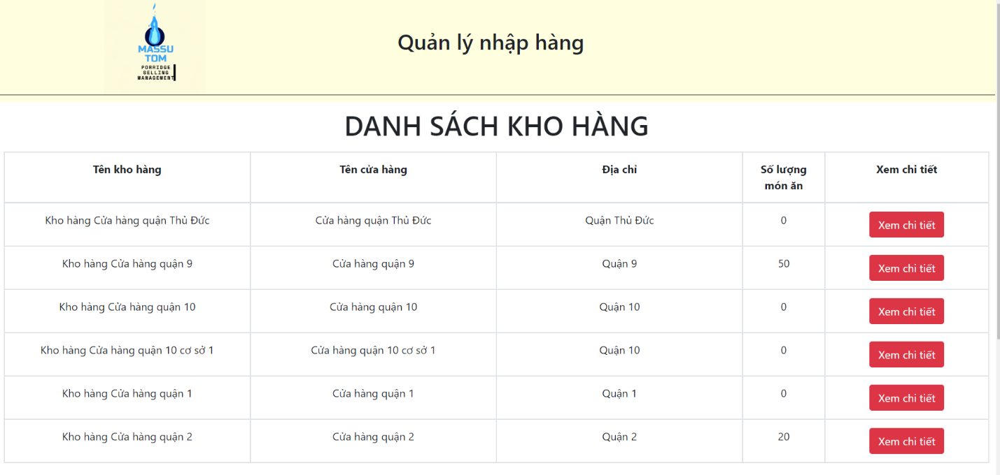 MASSU
TOM
PORRIDGE
SELLING
MANAGEMENT
Quản lý nhập hàng
DANH SÁCH KHO HÀNG
Tên kho hàng Tên cửa hàng Địa chỉ Số lượng món ăn Xem chi tiết
Kho hàng Cửa hàng quận Thủ Đức Cửa hàng quận Thủ Đức Quận Thủ Đức 0 Xem chi tiết
Kho hàng Cửa hàng quận 9 Cửa hàng quận 9 Quận 9 50 Xem chi tiết
Kho hàng Cửa hàng quận 10 Cửa hàng quận 10 Quận 10 0 Xem chi tiết
Kho hàng Cửa hàng quận 10 cơ sở 1 Cửa hàng quận 10 cơ sở 1 Quận 10 0 Xem chi tiết
Kho hàng Cửa hàng quận 1 Cửa hàng quận 1 Quận 1 0 Xem chi tiết
Kho hàng Cửa hàng quận 2 Cửa hàng quận 2 Quận 2 20 Xem chi tiết